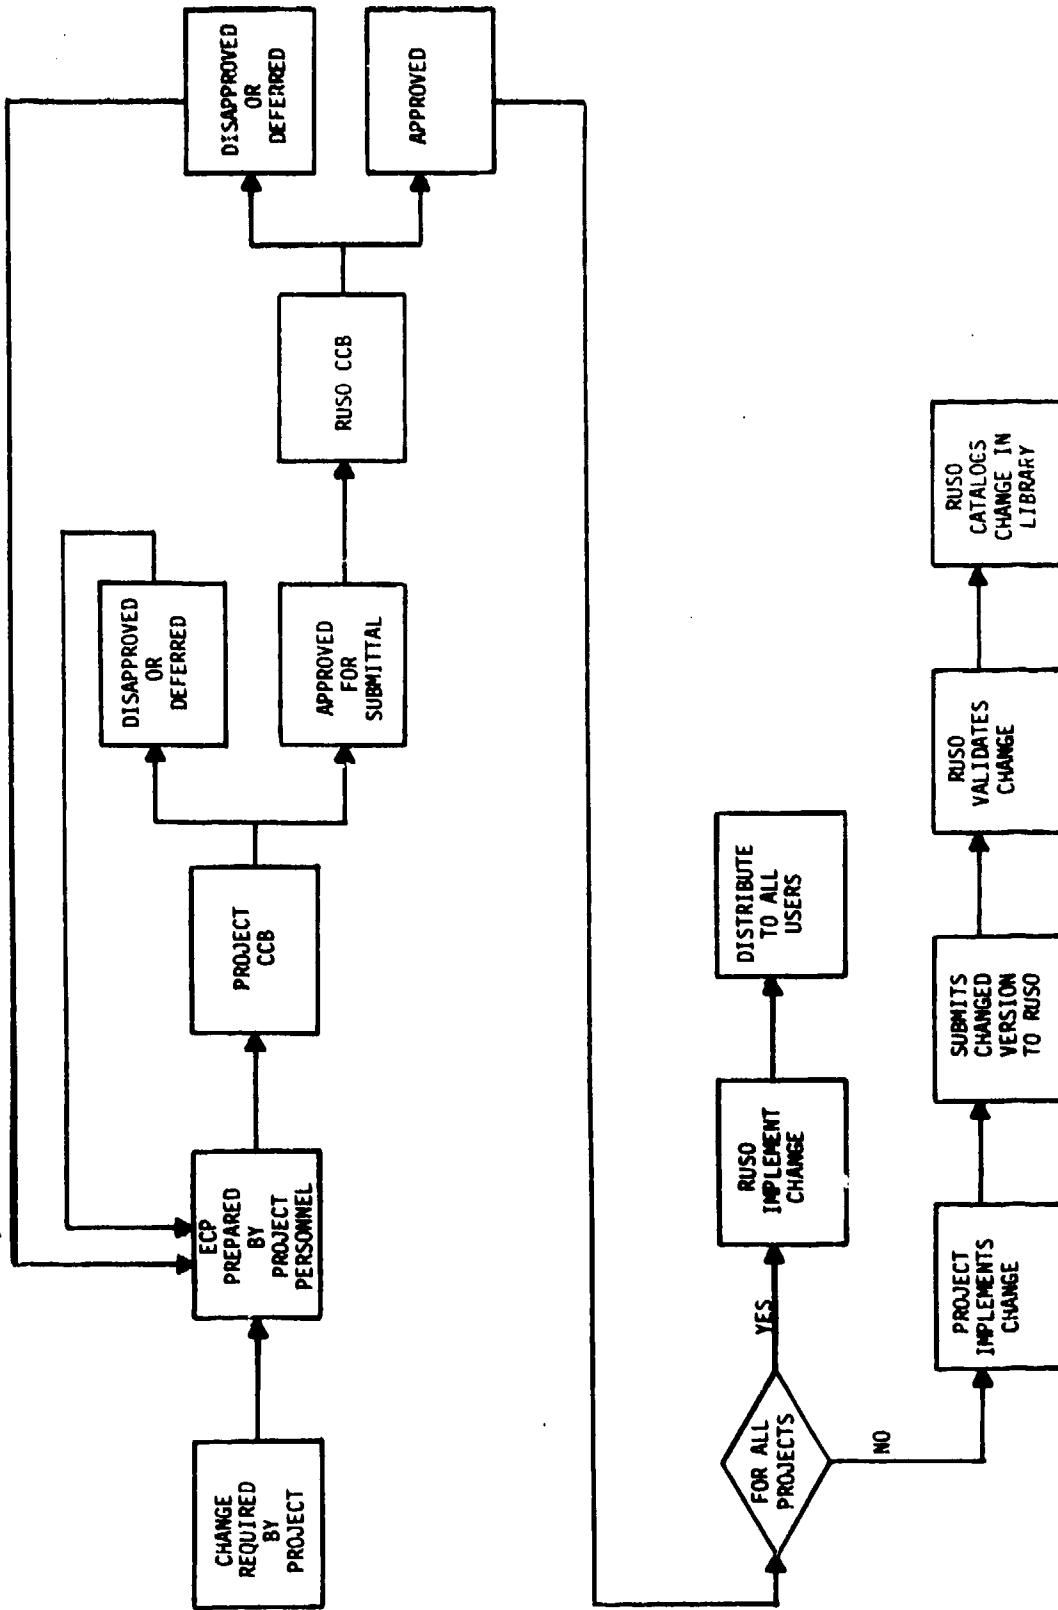 CHANGE
REQUIRED
BY
PROJECT
ECP
PREPARED
BY
PROJECT
PERSONNEL
PROJECT
CCB
DISAPPROVED
OR
DEFERRED
APPROVED
FOR
SUBMITTAL
RUSO CCB
DISAPPROVED
OR
DEFERRED
APPROVED
FOR ALL
PROJECTS
YES
RUSO
IMPLEMENT
CHANGE
DISTRIBUTE
TO ALL
USERS
NO
PROJECT
IMPLEMENTS
CHANGE
SUBMITS
CHANGED
VERSION
TO RUSO
RUSO
VALIDATES
CHANGE
RUSO
CATALOGS
CHANGE IN
LIBRARY